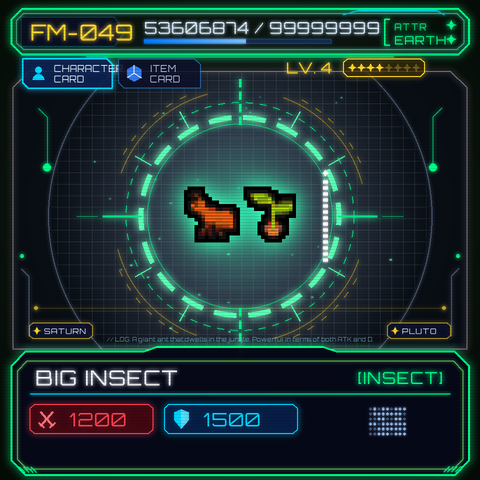 FM-049
53606874 / 99999999
ATTR
EARTH
CHARACTER
CARD
ITEM
CARD
LV.4
SATURN
PLUTO
// LOG: A giant ant that dwells in the jungle. Powerful in terms of both ATK and D
BIG INSECT
[INSECT]
1200
1500